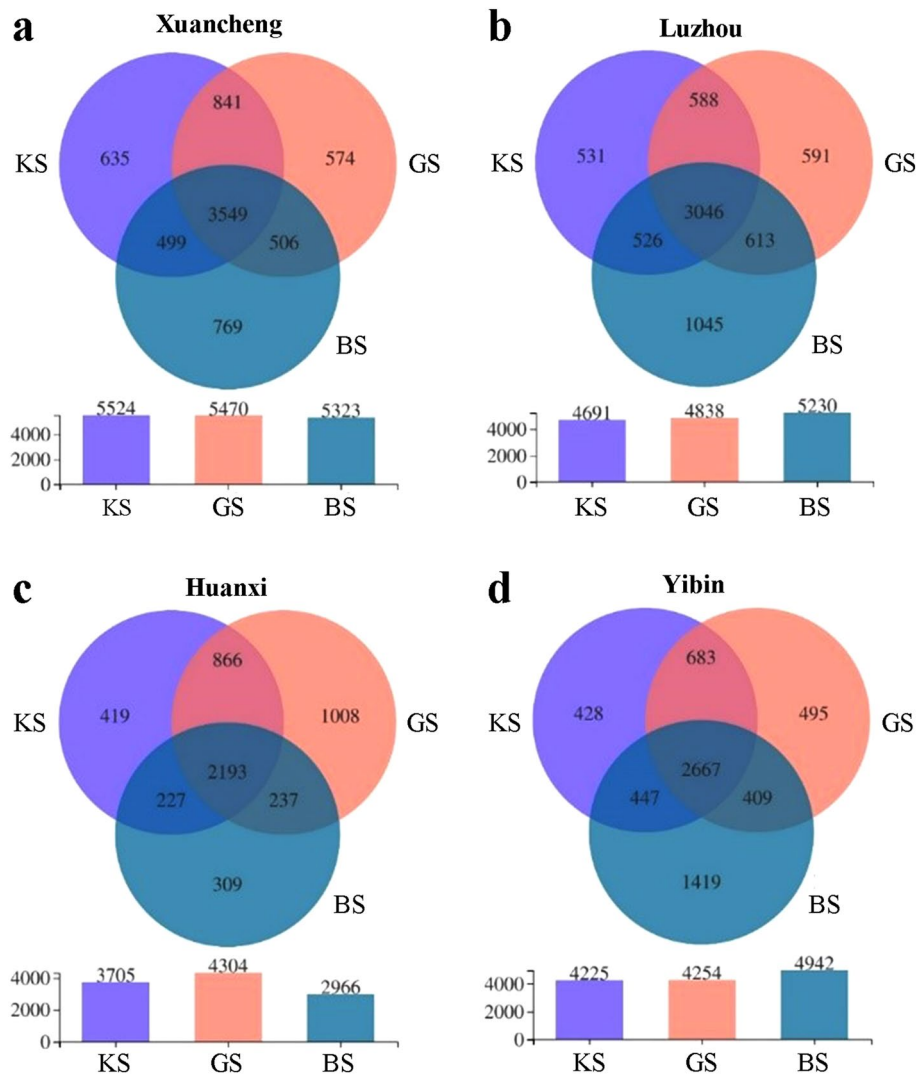 a Xuancheng
841
KS 635 574 GS
3549
499 506
769
BS
5524 5470 5323
4000
2000
0
KS GS BS
b Luzhou
588
KS 531 591 GS
3046
526 613
1045
BS
4691 4838 5230
4000
2000
0
KS GS BS
c Huanxi
866
KS 419 1008 GS
2193
227 237
309
BS
3705 4304 2966
4000
2000
0
KS GS BS
d Yibin
683
KS 428 495 GS
2667
447 409
1419
BS
4225 4254 4942
4000
2000
0
KS GS BS